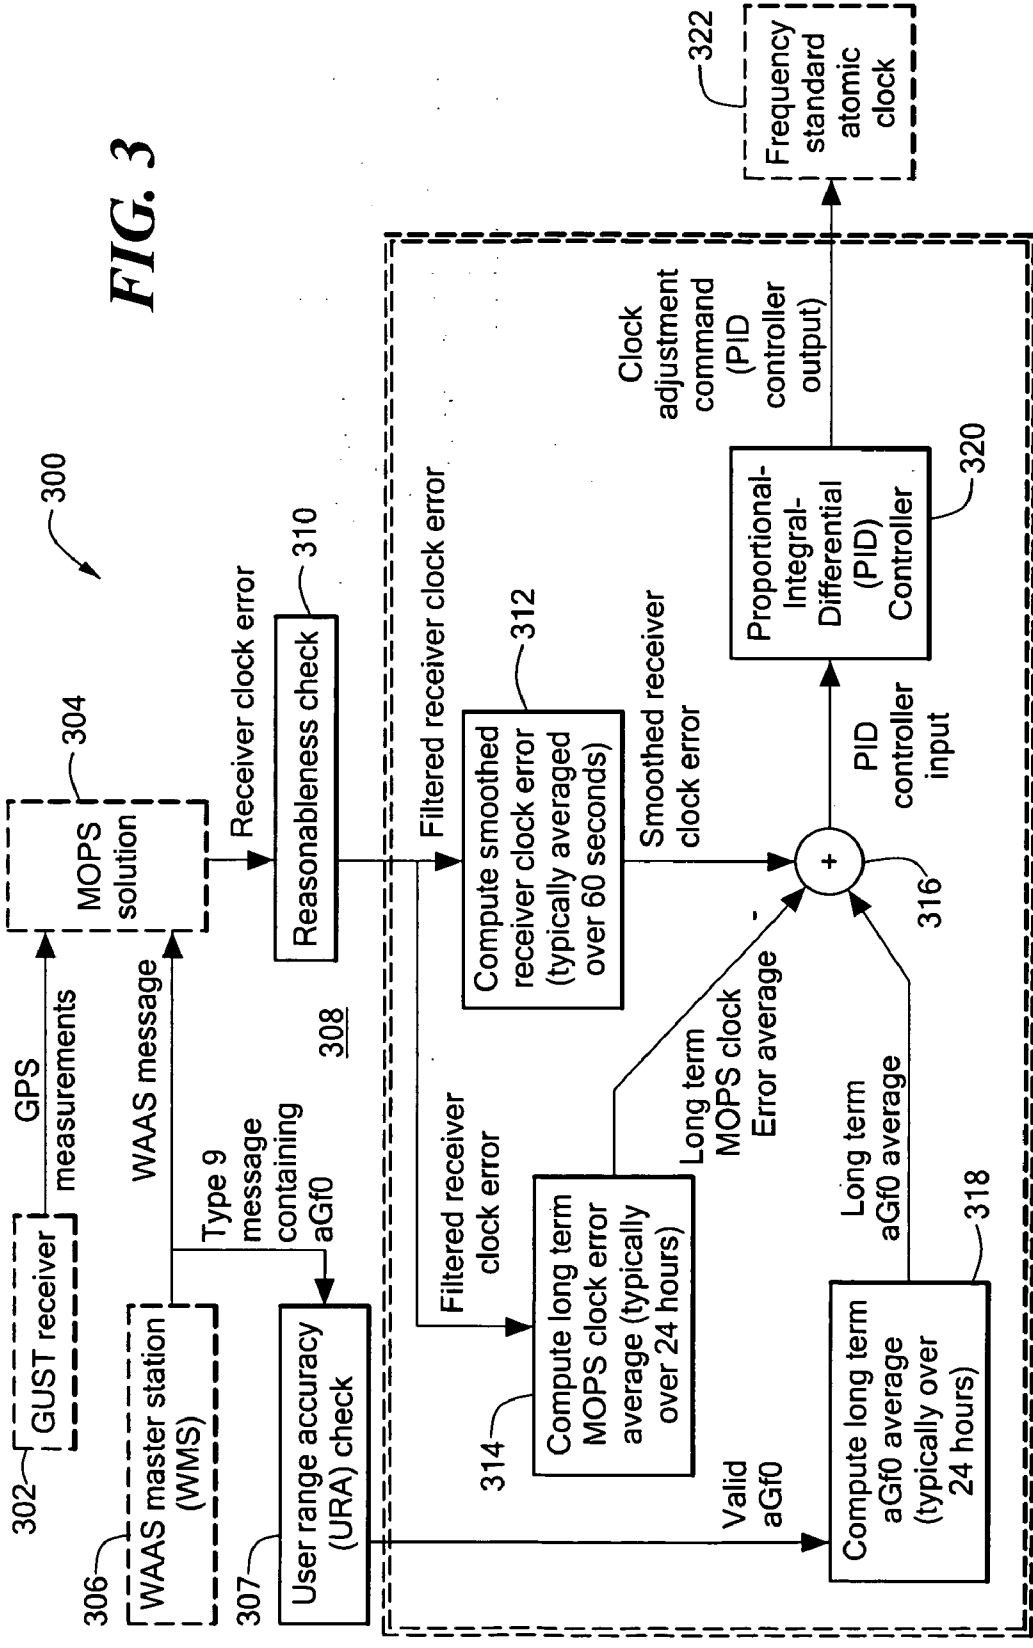 FIG. 3
300
302
GUST receiver
GPS
measurements
304
MOPS
solution
306
WAAS master station
(WMS)
WAAS message
Type 9
message
containing
aGf0
Receiver clock error
307
User range accuracy
(URA) check
310
Reasonableness check
308
Filtered receiver clock error
Filtered receiver
clock error
312
Compute smoothed
receiver clock error
(typically averaged
over 60 seconds)
Smoothed receiver
clock error
314
Compute long term
MOPS clock error
average (typically
over 24 hours)
Long term
MOPS clock
Error average
Valid
aGf0
Compute long term
aGf0 average
(typically over
24 hours)
318
Long term
aGf0 average
+
316
PID
controller
input
Proportional-
Integral-
Differential
(PID)
Controller
320
Clock
adjustment
command
(PID
controller
output)
322
Frequency
standard
atomic
clock